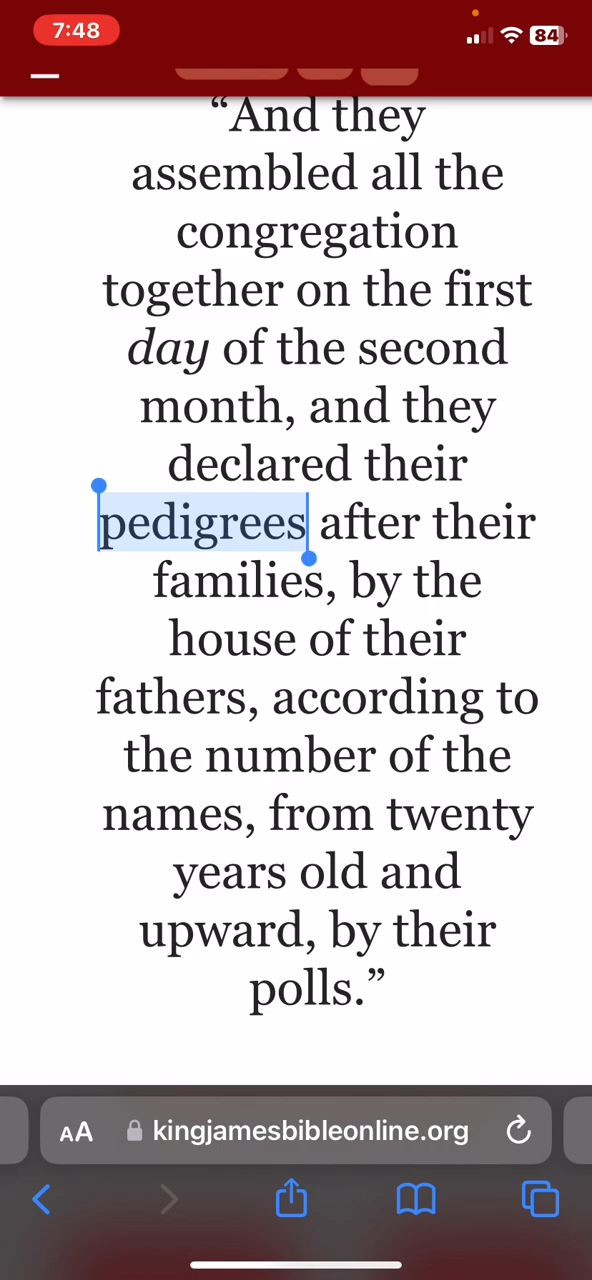 7:48
84
“And they
assembled all the
congregation
together on the first
day of the second
month, and they
declared their
pedigrees after their
families, by the
house of their
fathers, according to
the number of the
names, from twenty
years old and
upward, by their
polls.”
AA kingjamesbibleonline.org